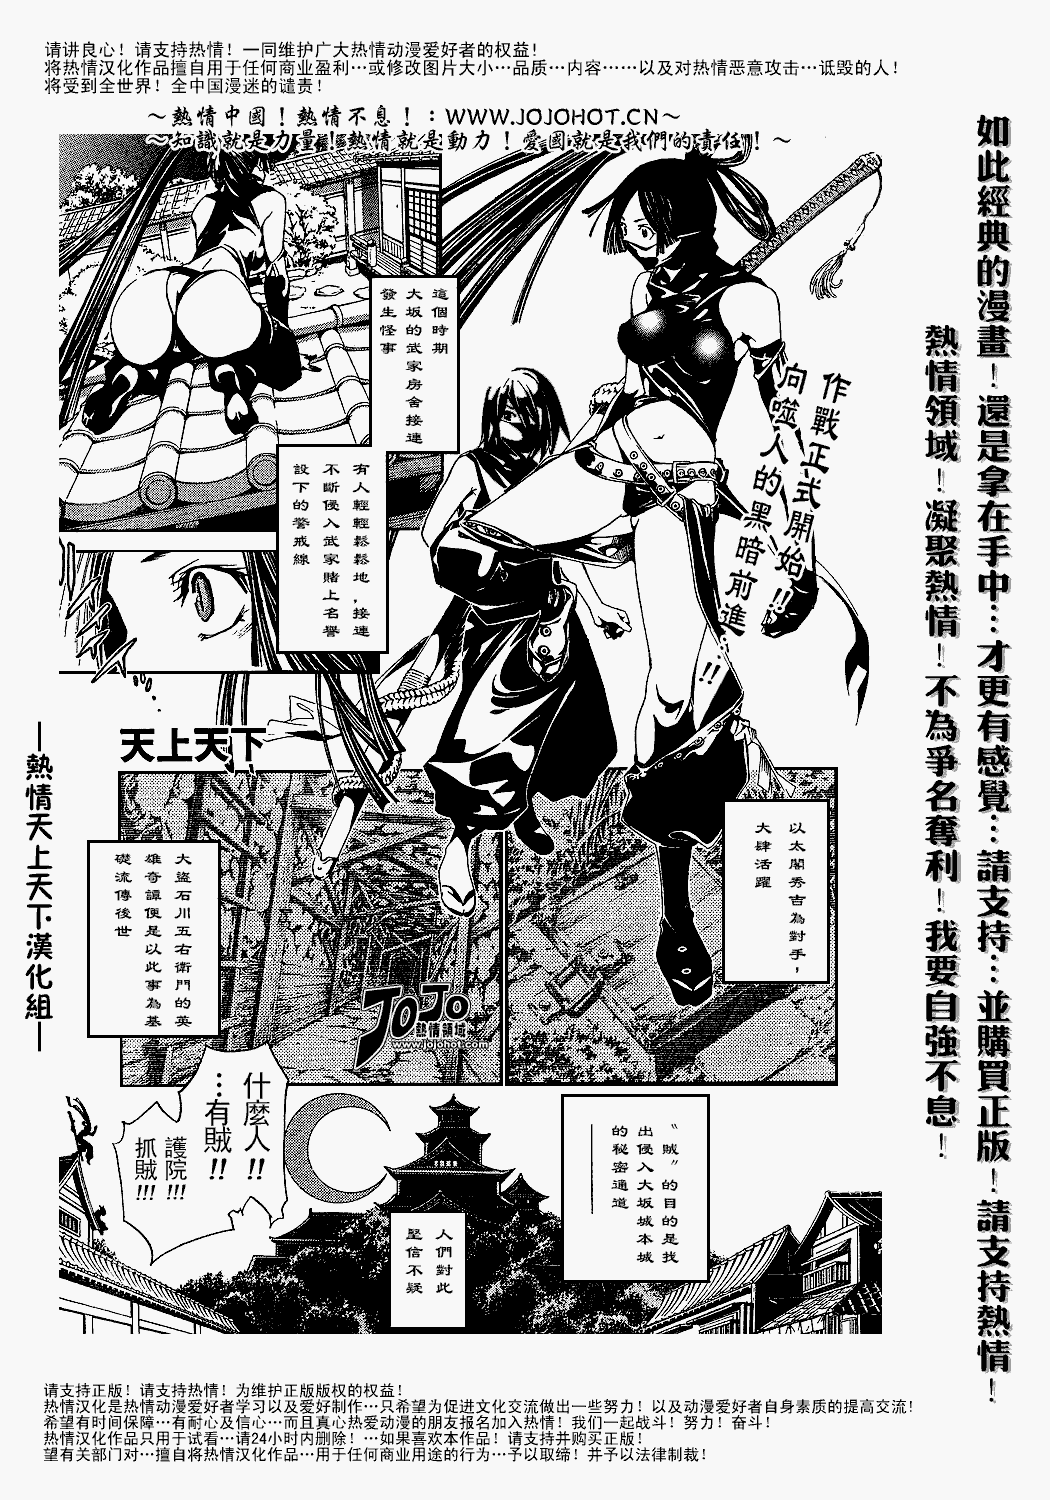 请讲良心！请支持热情！一同维护广大热情动漫爱好者的权益！
将热情汉化作品擅自用于任何商业盈利…或修改图片大小…品质…内容……以及对热情恶意攻击…诋毁的人！
将受到全世界！全中国漫迷的谴责！
～熱情中國！熱情不息！：WWW.JOJOHOT.CN～
～知識就是力量！熱情就是動力！愛國就是我們的責任！～
如此經典的漫畫！還是拿在手中…才更有感覺…請支持…並購買正版！請支持熱情！
熱情領域！凝聚熱情！不為爭名奪利！我要自強不息！
這個時期
大坂的武家房舍接連
發生怪事
有人輕輕鬆鬆地，接連
不斷侵入武家賭上名譽
設下的警戒線
作戰正式開始!!
向噬人的黑暗前進…!!
天上天下
以太閣秀吉為對手，
大肆活躍
大盜石川五右衛門的英
雄奇譚便是以此事為基
礎流傳後世
—熱情天上天下漢化組—
JOJO
熱情領域
www.jojohot.com
〝賊〞的目的是找
出侵入大坂城本城
的秘密通道——
人們對此
堅信不疑
什麼人!!
…有賊!!
護院!!!
抓賊!!!
请支持正版！请支持热情！为维护正版版权的权益！
热情汉化是热情动漫爱好者学习以及爱好制作…只希望为促进文化交流做出一些努力！以及动漫爱好者自身素质的提高交流！
希望有时间保障…有耐心及信心…而且真心热爱动漫的朋友报名加入热情！我们一起战斗！努力！奋斗！
热情汉化作品只用于试看…请24小时内删除！…如果喜欢本作品！请支持并购买正版！
望有关部门对…擅自将热情汉化作品…用于任何商业用途的行为…予以取缔！并予以法律制裁！